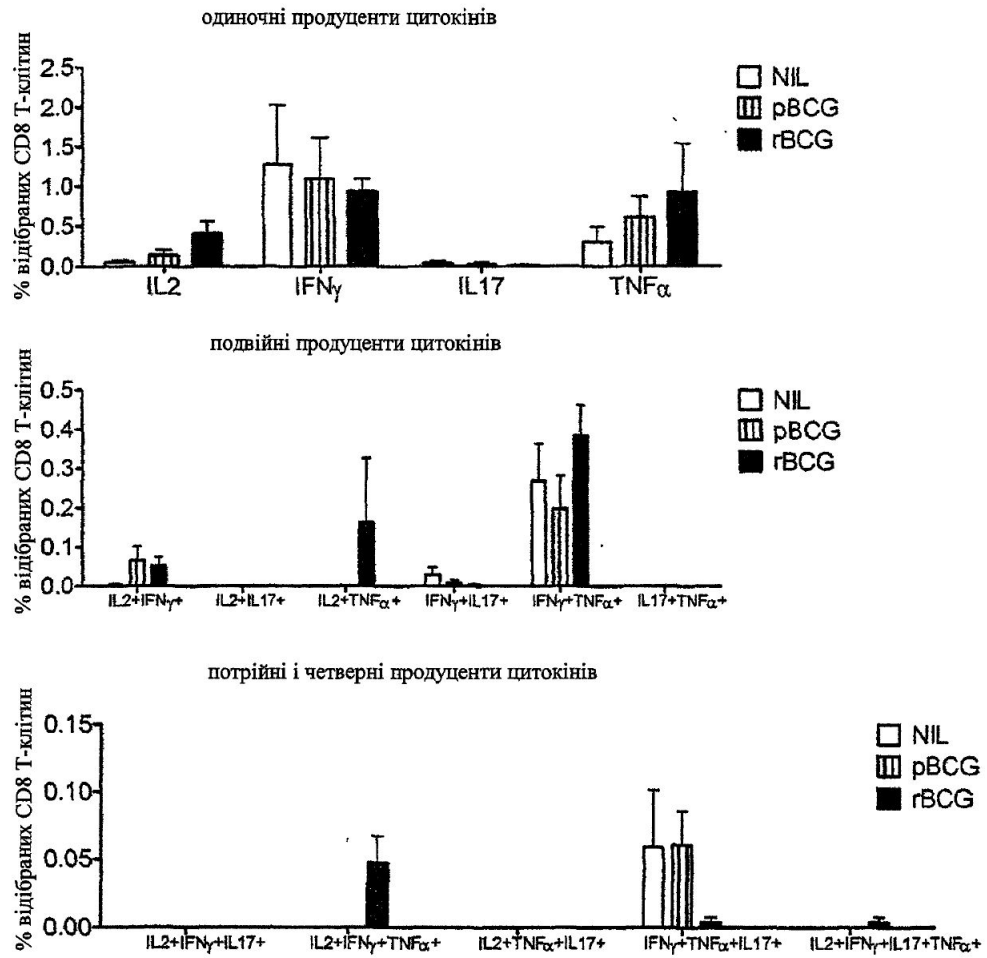 одиночні продуценти цитокінів
% відібраних CD8 Т-клітин
2.5
2.0
1.5
1.0
0.5
0.0
IL2 IFNγ IL17 TNFα
NIL
pBCG
rBCG
подвійні продуценти цитокінів
% відібраних CD8 Т-клітин
0.5
0.4
0.3
0.2
0.1
0.0
IL2+IFNγ+ IL2+IL17+ IL2+TNFα+ IFNγ+IL17+ IFNγ+TNFα+ IL17+TNFα+
NIL
pBCG
rBCG
потрійні і четверні продуценти цитокінів
% відібраних CD8 Т-клітин
0.15
0.10
0.05
0.00
IL2+IFNγ+IL17+ IL2+IFNγ+TNFα+ IL2+TNFα+IL17+ IFNγ+TNFα+IL17+ IL2+IFNγ+IL17+TNFα+
NIL
pBCG
rBCG